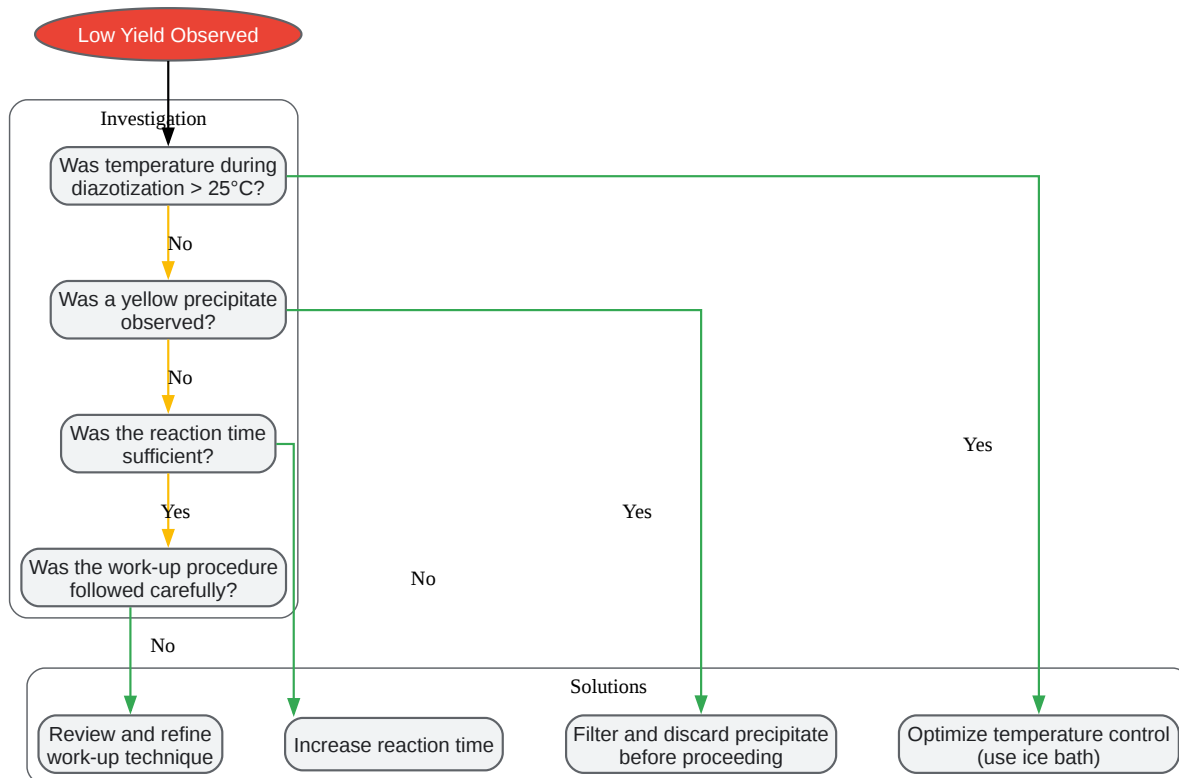 Low Yield Observed
Investigation
Was temperature during
diazotization > 25°C?
No
Was a yellow precipitate
observed?
No
Was the reaction time
sufficient?
Yes
Yes
Yes
Was the work-up procedure
followed carefully?
No
No
Solutions
Review and refine
work-up technique
Increase reaction time
Filter and discard precipitate
before proceeding
Optimize temperature control
(use ice bath)